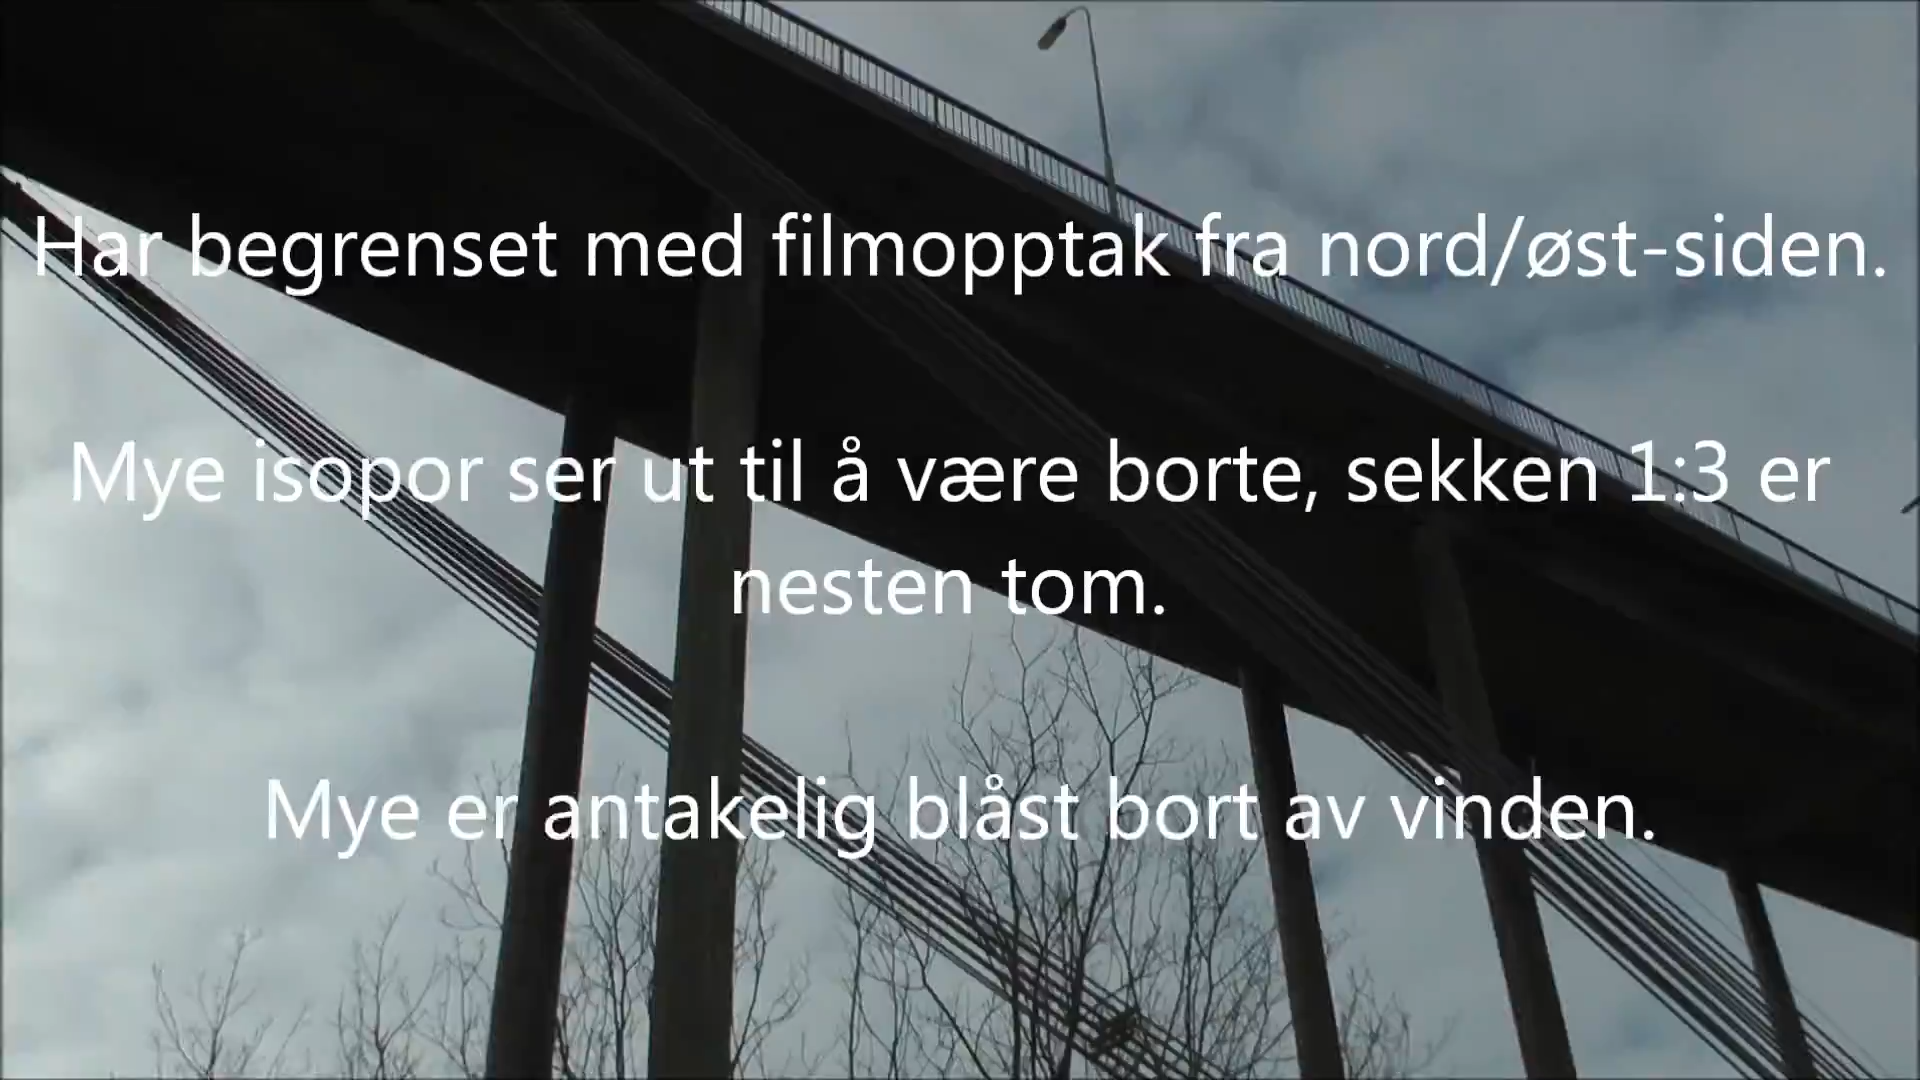 Har begrenset med filmopptak fra nord/øst-siden.
Mye isopor ser ut til å være borte, sekken 1:3 er
nesten tom.
Mye er antakelig blåst bort av vinden.